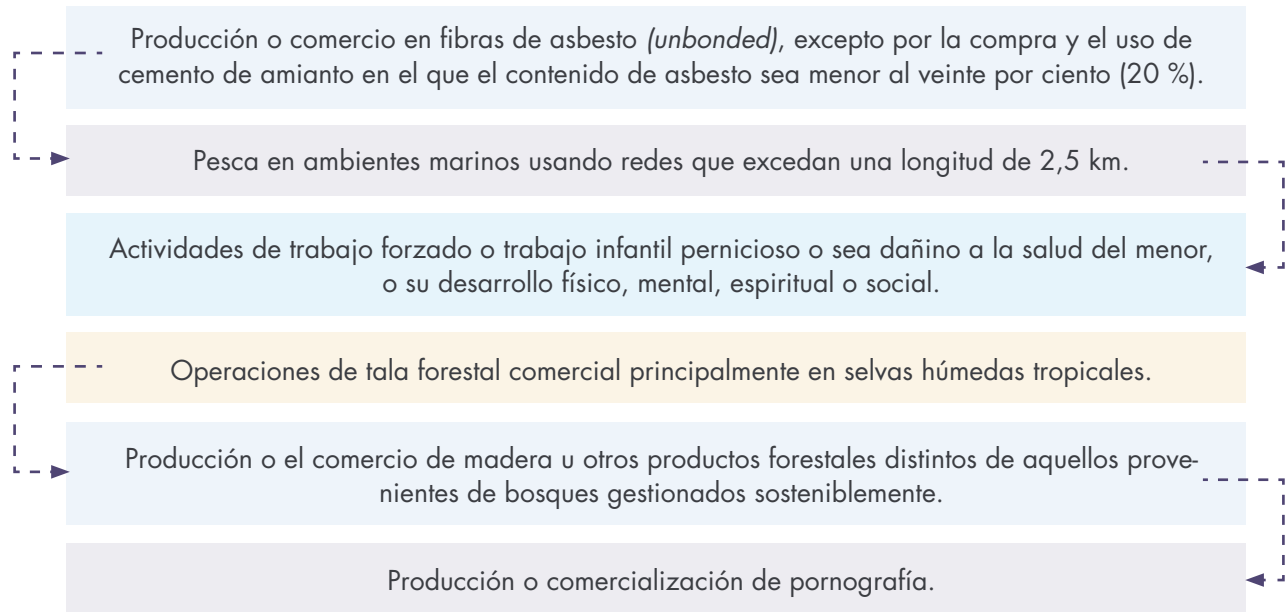 Producción o comercio en fibras de asbesto (unbonded), excepto por la compra y el uso de
cemento de amianto en el que el contenido de asbesto sea menor al veinte por ciento (20 %).
Pesca en ambientes marinos usando redes que excedan una longitud de 2,5 km.
Actividades de trabajo forzado o trabajo infantil pernicioso o sea dañino a la salud del menor,
o su desarrollo físico, mental, espiritual o social.
Operaciones de tala forestal comercial principalmente en selvas húmedas tropicales.
Producción o el comercio de madera u otros productos forestales distintos de aquellos prove-
nientes de bosques gestionados sosteniblemente.
Producción o comercialización de pornografía.